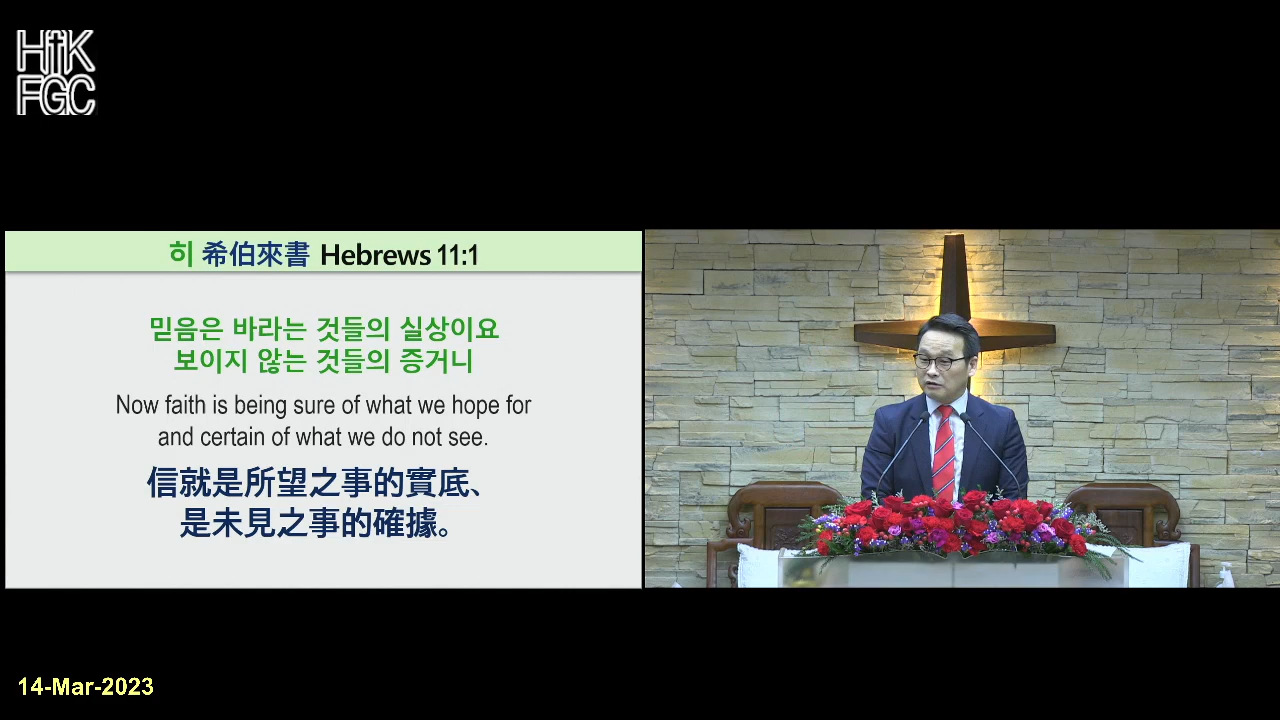 HfK
FGC
히 希伯來書 Hebrews 11:1
믿음은 바라는 것들의 실상이요
보이지 않는 것들의 증거니
Now faith is being sure of what we hope for
and certain of what we do not see.
信就是所望之事的實底、
是未見之事的確據。
14-Mar-2023